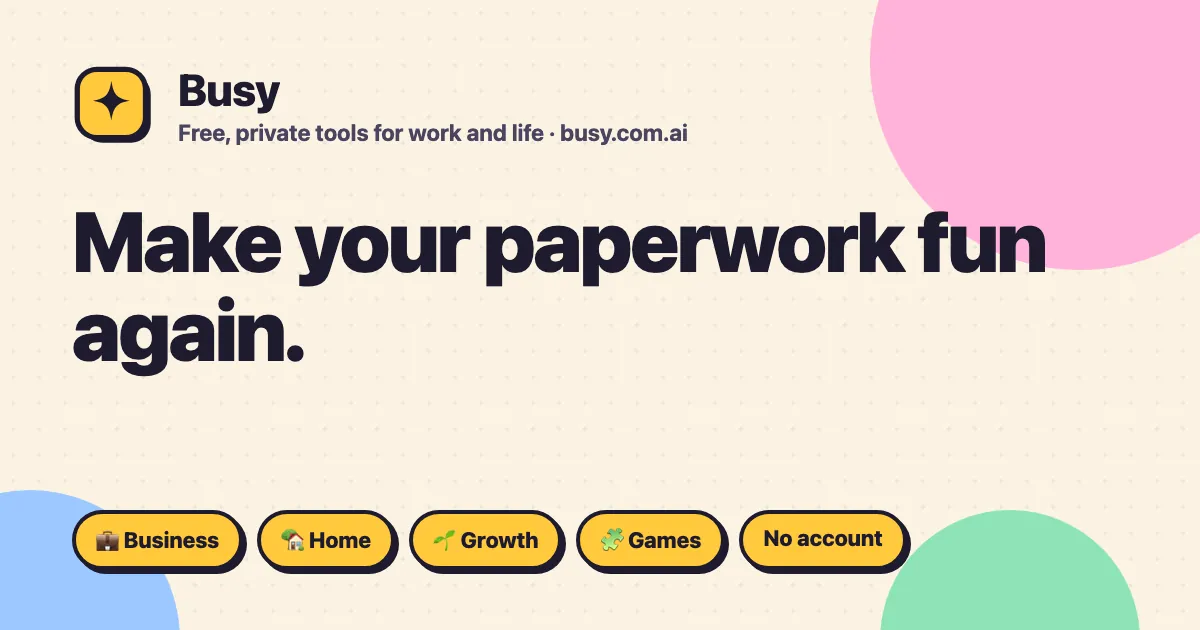 Busy
Free, private tools for work and life · busy.com.ai
Make your paperwork fun
again.
Business
Home
Growth
Games
No account